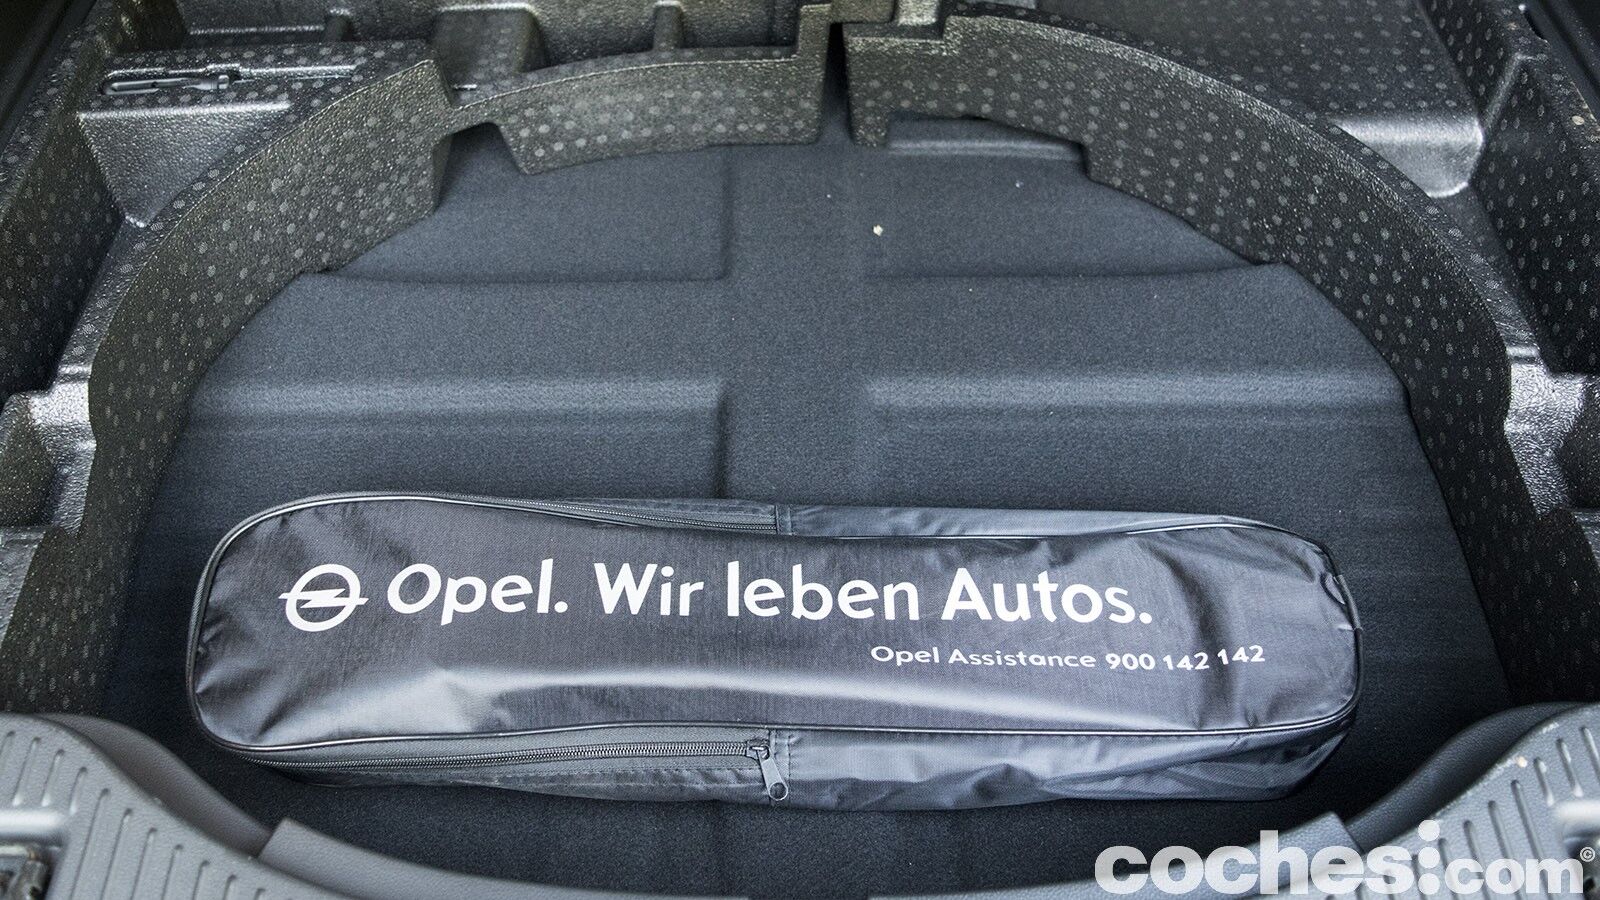 Opel. Wir leben Autos.
Opel Assistance 900 142 142
coches.com©